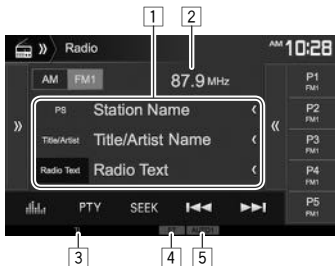 1 2
Radio AM 10:28
AM FM1 87.9 MHz
P1
FM1
PS Station Name
P2
FM1
Title/Artist Title/Artist Name
P3
FM1
Radio Text Radio Text
P4
FM1
PTY SEEK
P5
FM1
3 4 5